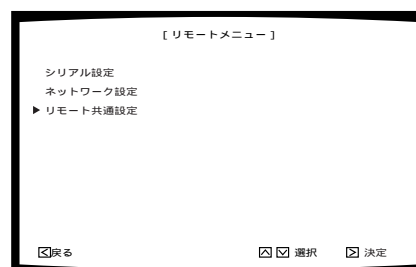 [ リモートメニュー ]
シリアル設定
ネットワーク設定
▶ リモート共通設定
< 戻る ∧ ∨ 選択 > 決定